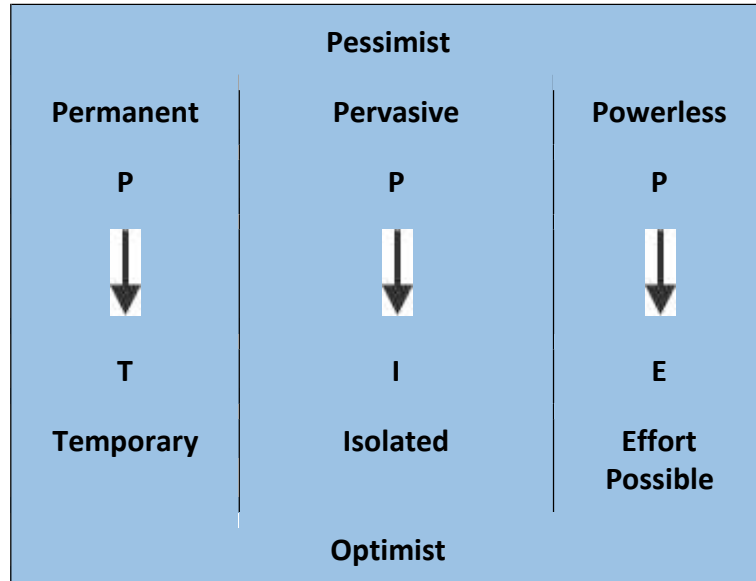 Pessimist
Permanent Pervasive Powerless
P P P
T I E
Temporary Isolated Effort
Possible
Optimist